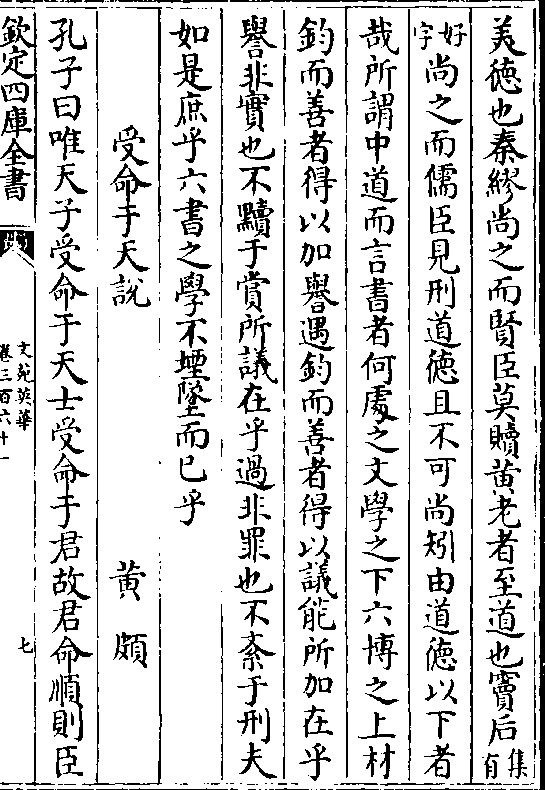 美德也秦繆尚之而賢臣莫贖黄老者至道也竇后集有
好字尚之而儒臣見刑道德且不可尚矧由道德以下者
哉所謂中道而言書者何處之文學之下六博之上材
鈞而善者得以加譽遇鈞而善者得以議能所加在乎
譽非實也不黷于賞所議在乎過非罪也不紊于刑夫
如是庶乎六書之學不堙墜而已乎
受命于天說 黄頗
孔子曰唯天子受命于天士受命于君故君命順則臣
欽定四庫全書
文苑英華
卷三百六十一
七